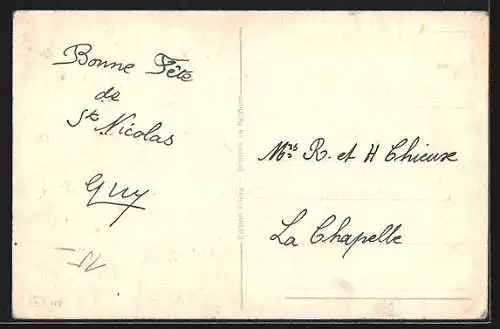 Bonne Fête
de
St Nicolas
Guy
Mrs R. et H Chieux
La Chapelle